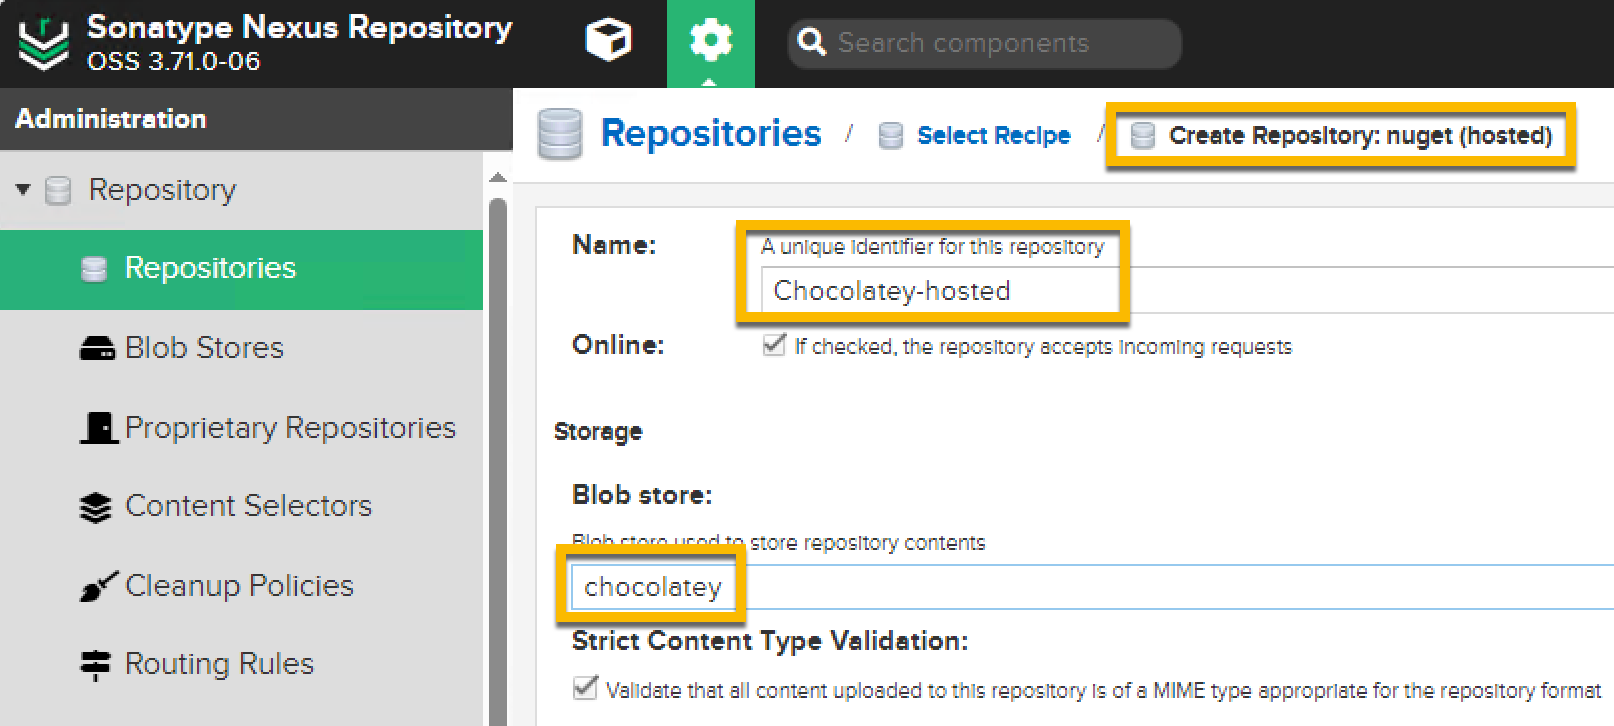 Sonatype Nexus Repository
OSS 3.71.0-06
Search components
Administration
Repositories / Select Recipe / Create Repository: nuget (hosted)
Repository
Repositories
Blob Stores
Proprietary Repositories
Content Selectors
Cleanup Policies
Routing Rules
Name:
A unique identifier for this repository
Chocolatey-hosted
Online:
If checked, the repository accepts incoming requests
Storage
Blob store:
Blob store used to store repository contents
chocolatey
Strict Content Type Validation:
Validate that all content uploaded to this repository is of a MIME type appropriate for the repository format